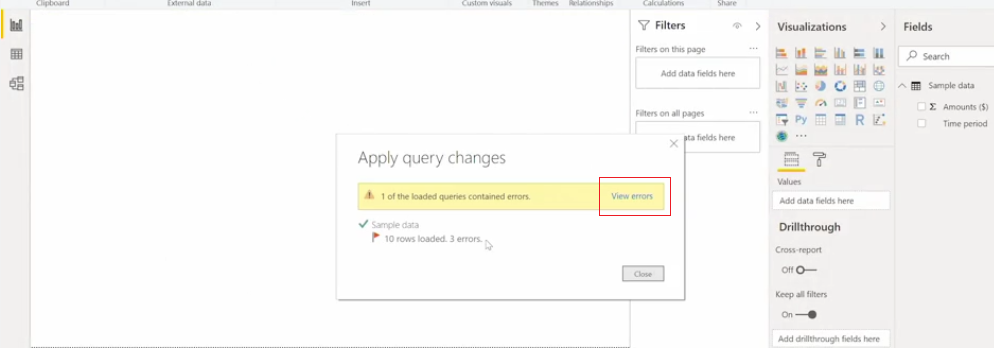 Clipboard
External data
Insert
Custom visuals
Themes
Relationships
Calculations
Share
Filters
Filters on this page
...
Add data fields here
Filters on all pages
...
ta fields here
Apply query changes
1 of the loaded queries contained errors.
View errors
Sample data
10 rows loaded. 3 errors.
Close
Visualizations
Py
R
...
Values
Add data fields here
Drillthrough
Cross-report
Off
Keep all filters
On
Add drillthrough fields here
Fields
Search
Sample data
Σ Amounts ($)
Time period